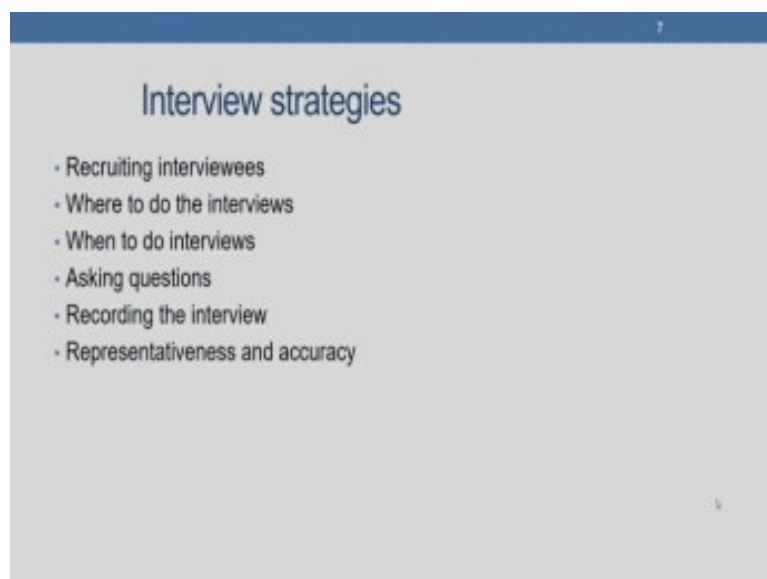 7
Interview strategies
• Recruiting interviewees
• Where to do the interviews
• When to do interviews
• Asking questions
• Recording the interview
• Representativeness and accuracy